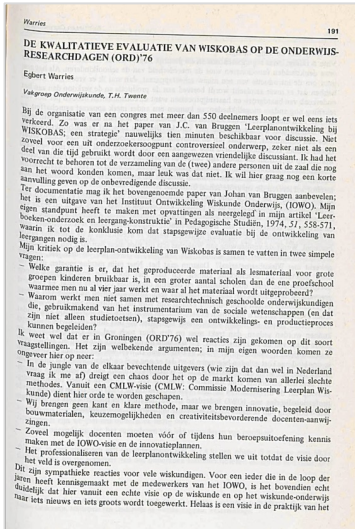 Warries
191
DE KWALITATIEVE EVALUATIE VAN WISKOBAS OP DE ONDERWIJS-
RESEARCHDAGEN (ORD)'76
Egbert Warries
Vakgroep Onderwijskunde, T.H. Twente
Bij de organisatie van een congres met meer dan 550 deelnemers loopt er wel eens iets
verkeerd. Zo was er na het paper van J.C. van Bruggen 'Leerplanontwikkeling bij
WISKOBAS; een strategie' nauwelijks tien minuten beschikbaar voor discussie. Niet
zoveel voor een uit onderzoekersoogpunt controversieel onderwerp, zeker niet als een
deel van die tijd gebruikt wordt door een aangewezen vriendelijke discussiant. Ik had het
voorrecht te behoren tot de verzameling van de (twee) andere personen uit de zaal die nog
aan het woord konden komen, maar leuk was dat niet. Ik wil hier graag nog een korte
aanvulling geven op de onbevredigende discussie.
Ter documentatie mag ik het bovengenoemde paper van Johan van Bruggen aanbevelen;
het is een uitgave van het Instituut Ontwikkeling Wiskunde Onderwijs, (IOWO). Mijn
eigen standpunt heeft te maken met opvattingen als neergelegd in mijn artikel 'Leer-
boeken-onderzoek en leergang-konstruktie' in Pedagogische Studiën, 1974, 51, 558-571,
waarin ik tot de konklusie kom dat stapsgewijze evaluatie bij de ontwikkeling van
leergangen nodig is.
Mijn kritiek op de leerplan-ontwikkeling van Wiskobas is samen te vatten in twee simpele
vragen:
– Welke garantie is er, dat het geproduceerde materiaal als lesmateriaal voor grote
groepen kinderen bruikbaar is, in een groter aantal scholen dan de ene proefschool
waarmee men nu al vier jaar werkt en waar al het materiaal wordt uitgeprobeerd?
– Waarom werkt men niet samen met researchtechnisch geschoolde onderwijskundigen
die, gebruikmakend van het instrumentarium van de sociale wetenschappen (en dat
zijn niet alleen studietoetsen), stapsgewijs een ontwikkelings- en productieproces
kunnen begeleiden?
Ik weet wel dat er in Groningen (ORD'76) wel reacties zijn gekomen op dit soort
vraagstellingen. Het zijn welbekende argumenten; in mijn eigen woorden komen ze
ongeveer hier op neer:
– In de jungle van de elkaar bevechtende uitgevers (wie zijn dat dan wel in Nederland
vraag ik me af) dreigt een chaos door het op de markt komen van allerlei slechte
methodes. Vanuit een CMLW-visie (CMLW: Commissie Modernisering Leerplan Wis-
kunde) dient hier orde te worden geschapen.
– Wij brengen geen kant en klare methode, maar we brengen innovatie, begeleid door
bouwmaterialen, keuzemogelijkheden en creativiteitsbevorderende docenten-aanwij-
zingen.
– Zoveel mogelijk docenten moeten vóór of tijdens hun beroepsuitoefening kennis
maken met de IOWO-visie en de innovatieplannen.
– Het professionaliseren van de leerplanontwikkeling stellen we uit totdat de visie door
het veld is overgenomen.
Dit zijn sympathieke reacties voor vele wiskundigen. Voor een ieder die in de loop der
jaren heeft kennisgemaakt met de medewerkers van het IOWO, is het bovendien echt
duidelijk dat hier vanuit een echte visie op de wiskunde en op het wiskunde-onderwijs
naar iets nieuws en iets groots wordt toegewerkt. Helaas is een visie in de praktijk van het